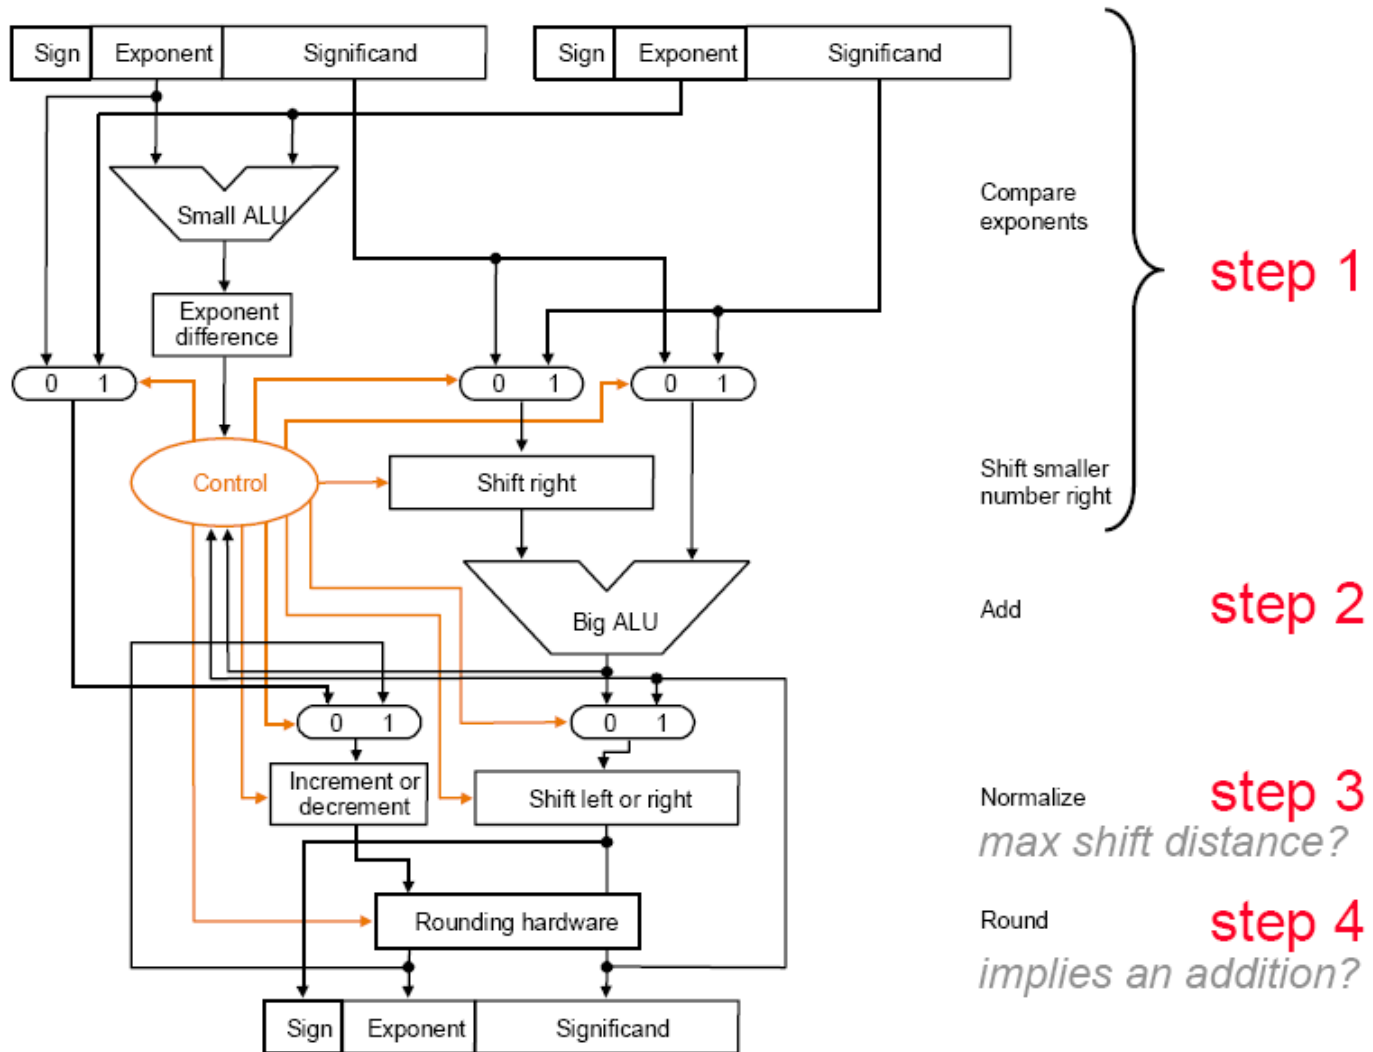 Sign Exponent Significand Sign Exponent Significand
Small ALU
Compare
exponents
step 1
Exponent
difference
0 1 0 1 0 1
Control
Shift right
Shift smaller
number right
Big ALU
Add
step 2
0 1 0 1
Increment or
decrement
Shift left or right
Normalize
step 3
max shift distance?
Rounding hardware
Round
step 4
implies an addition?
Sign Exponent Significand